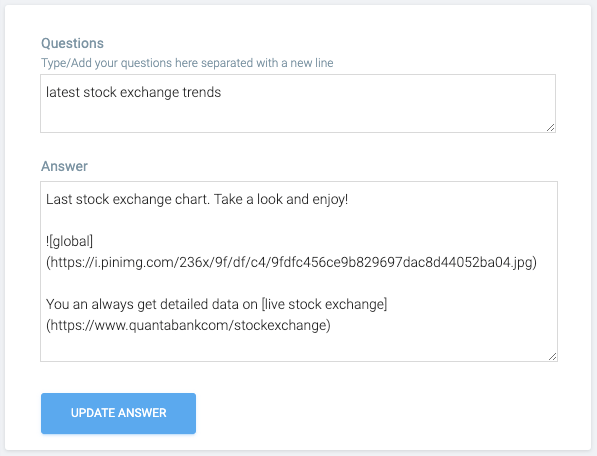 Questions
Type/Add your questions here separated with a new line
latest stock exchange trends
Answer
Last stock exchange chart. Take a look and enjoy!
![global]
(https://i.pinimg.com/236x/9f/df/c4/9fdfc456ce9b829697dac8d44052ba04.jpg)
You an always get detailed data on [live stock exchange]
(https://www.quantabankcom/stockexchange)
UPDATE ANSWER